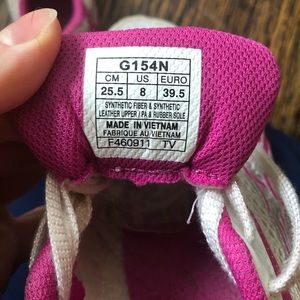 G154N
CM US EURO
25.5 8 39.5
SYNTHETIC FIBER & SYNTHETIC
LEATHER UPPER / PA & RUBBER SOLE
MADE IN VIETNAM
FABRIQUE AU VIETNAM
F460911 TV